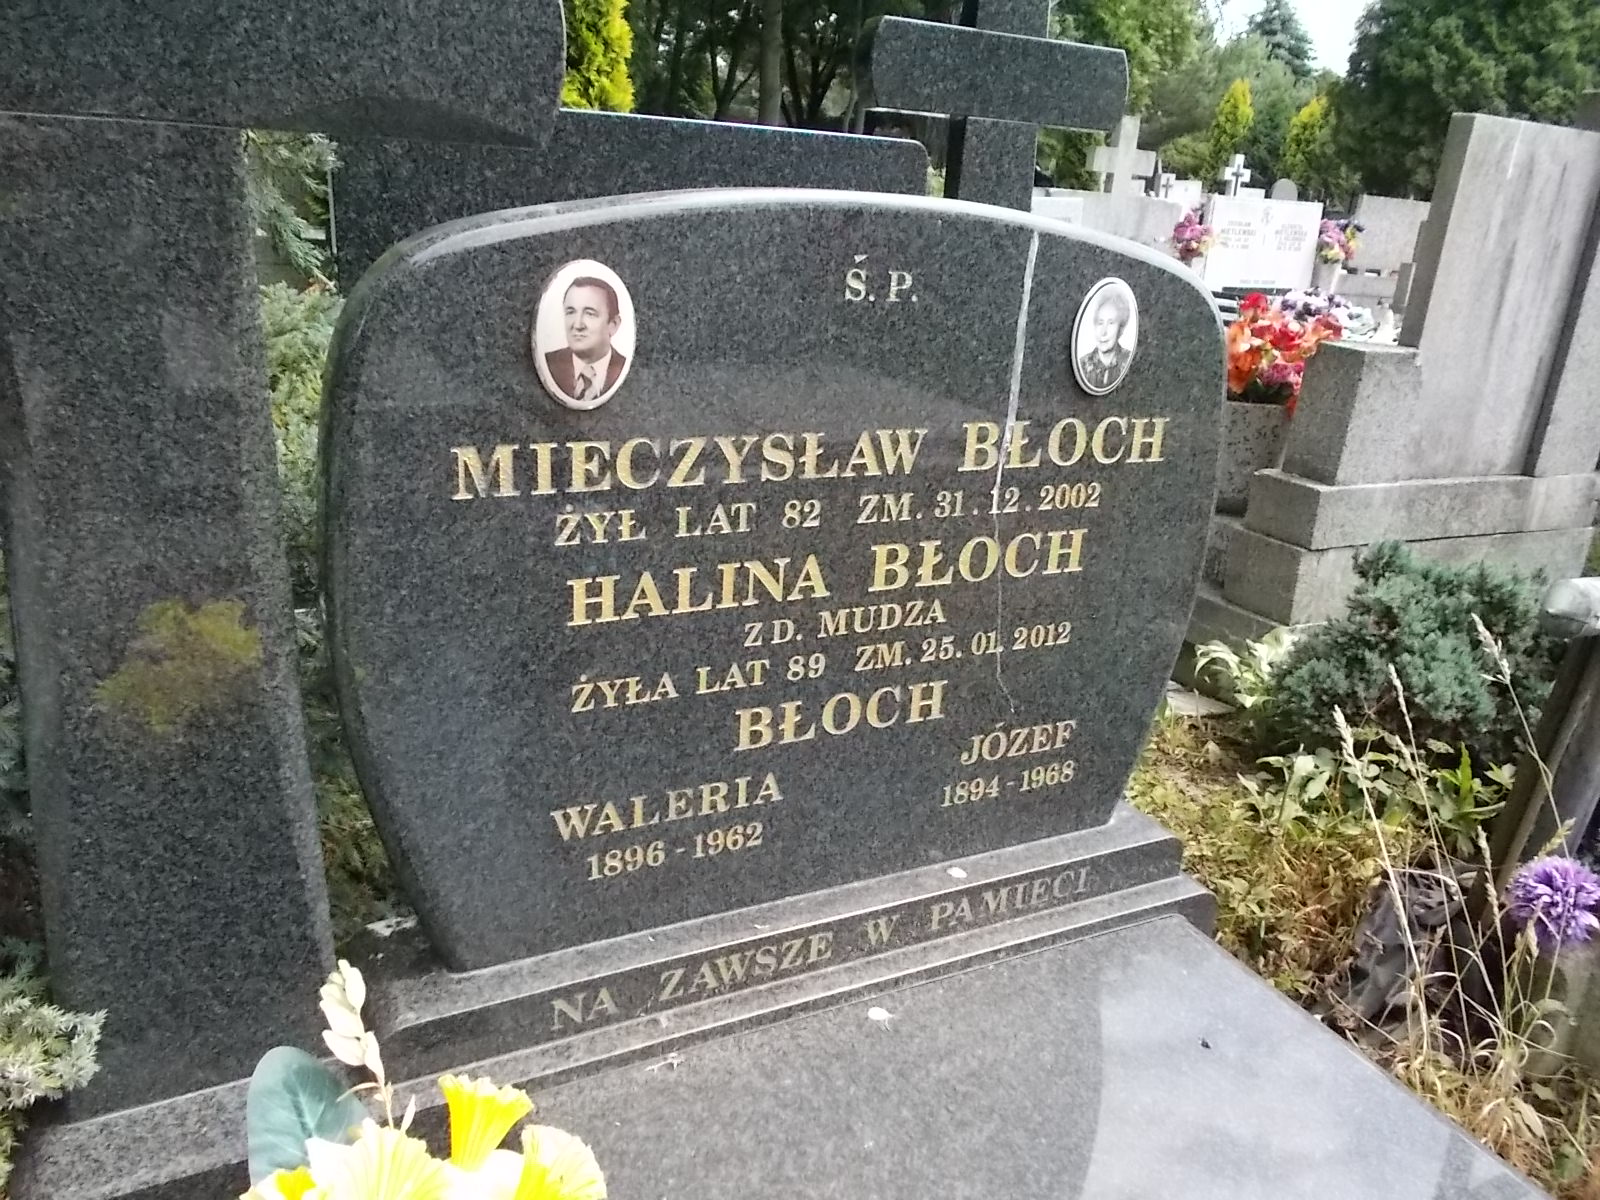 Ś. P.
MIECZYSŁAW BŁOCH
ŻYŁ LAT 82 ZM. 31.12.2002
HALINA BŁOCH
ZD. MUDZA
ŻYŁA LAT 89 ZM. 25.01.2012
BŁOCH
WALERIA JÓZEF
1896 - 1962 1894 - 1968
NA ZAWSZE W PAMIĘCI